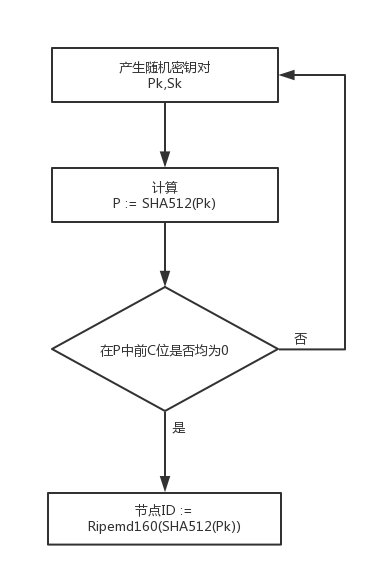 产生随机密钥对
Pk,Sk
计算
P := SHA512(Pk)
在P中前C位是否均为0
否
是
节点ID :=
Ripemd160(SHA512(Pk))